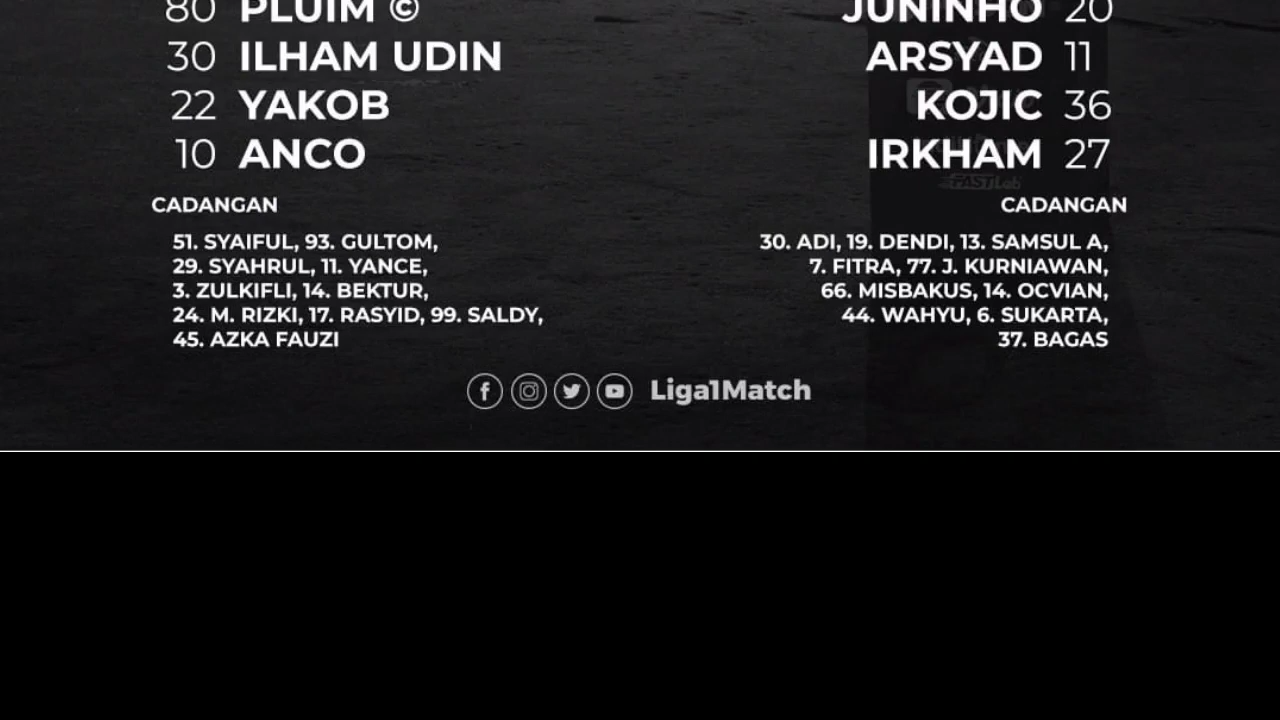 80 PLUIM ©
30 ILHAM UDIN
22 YAKOB
10 ANCO
CADANGAN
51. SYAIFUL, 93. GULTOM,
29. SYAHRUL, 11. YANCE,
3. ZULKIFLI, 14. BEKTUR,
24. M. RIZKI, 17. RASYID, 99. SALDY,
45. AZKA FAUZI
JUNINHO 20
ARSYAD 11
KOJIC 36
IRKHAM 27
FASTLab
CADANGAN
30. ADI, 19. DENDI, 13. SAMSUL A,
7. FITRA, 77. J. KURNIAWAN,
66. MISBAKUS, 14. OCVIAN,
44. WAHYU, 6. SUKARTA,
37. BAGAS
Liga1Match